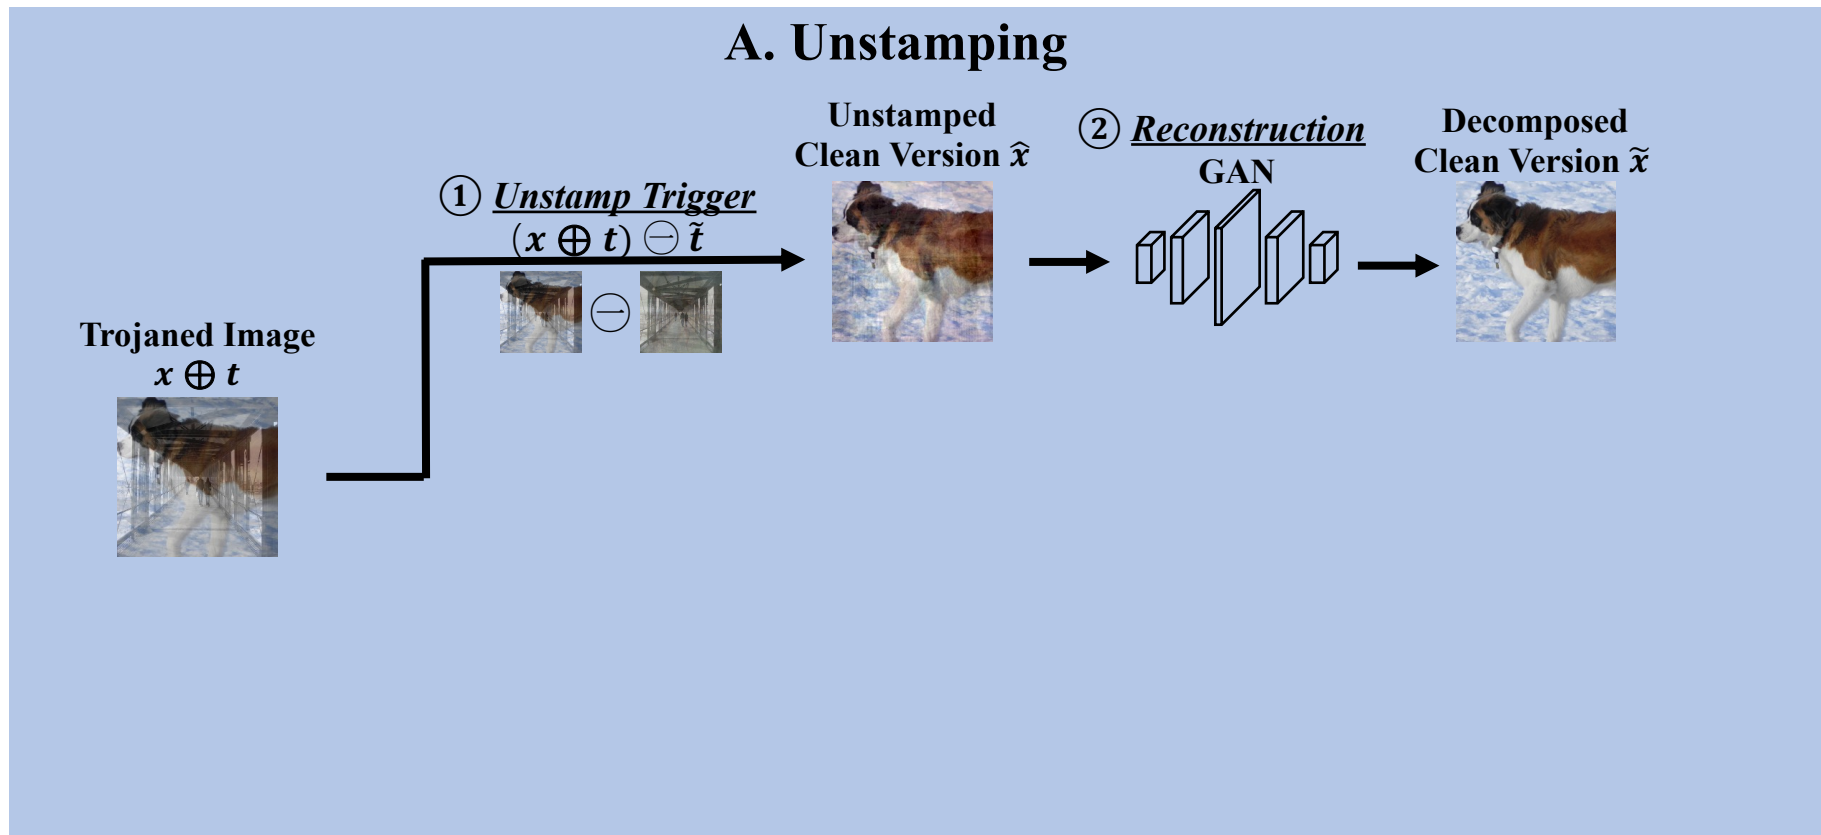 A. Unstamping
Trojaned Image
x ⊕ t
① Unstamp Trigger
(x ⊕ t) ⊖ t̃
⊖
Unstamped
Clean Version x̂
② Reconstruction
GAN
Decomposed
Clean Version x̃